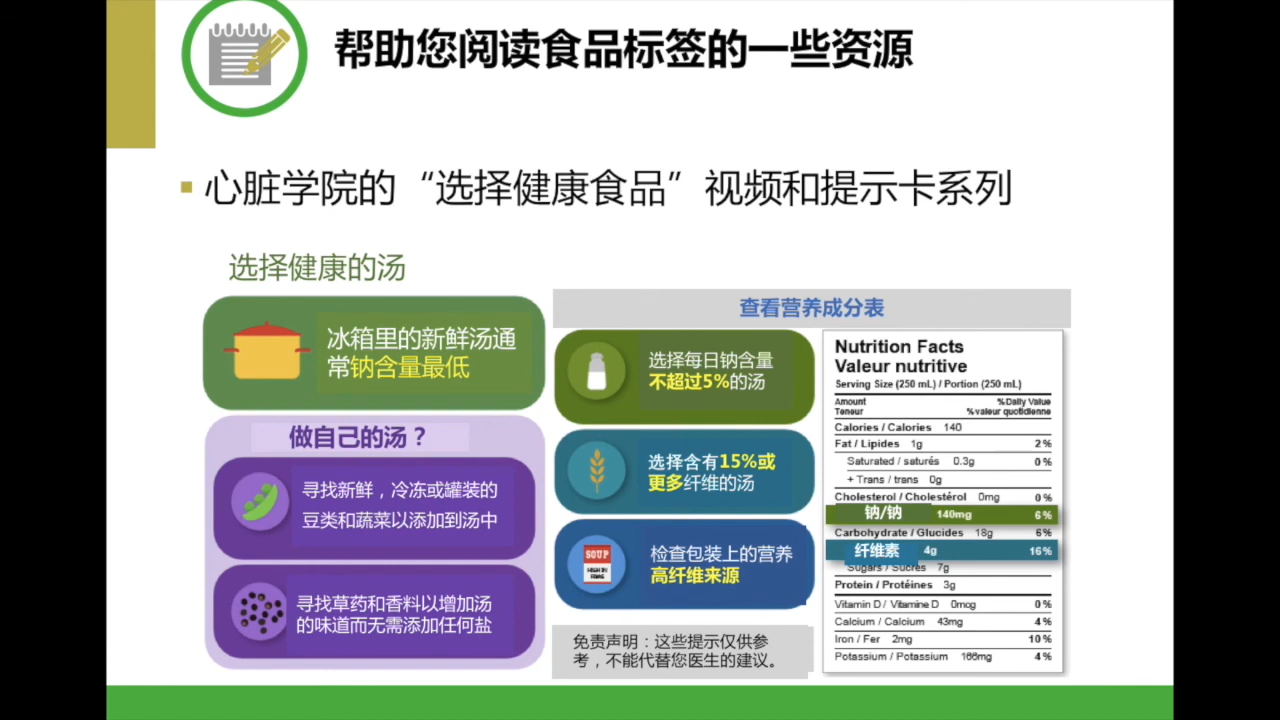 帮助您阅读食品标签的一些资源
心脏学院的“选择健康食品”视频和提示卡系列
选择健康的汤
冰箱里的新鲜汤通
常钠含量最低
做自己的汤？
寻找新鲜，冷冻或罐装的
豆类和蔬菜以添加到汤中
寻找草药和香料以增加汤
的味道而无需添加任何盐
查看营养成分表
选择每日钠含量
不超过5%的汤
选择含有15%或
更多纤维的汤
SOUP
HIGH IN
检查包装上的营养
高纤维来源
免责声明：这些提示仅供参
考，不能代替您医生的建议。
Nutrition Facts
Valeur nutritive
Serving Size (250 mL) / Portion (250 mL)
Amount % Daily Value
Teneur % valeur quotidienne
Calories / Calories 140
Fat / Lipides 1g 2 %
Saturated / saturés 0.3g 0 %
+ Trans / trans 0g
Cholesterol / Cholestérol 0mg 0 %
钠/钠 140mg 6 %
Carbohydrate / Glucides 18g 6 %
纤维素 4g 16 %
Sugars / Sucres 7g
Protein / Protéines 3g
Vitamin D / Vitamine D 0mcg 0 %
Calcium / Calcium 43mg 4 %
Iron / Fer 2mg 10 %
Potassium / Potassium 166mg 4 %